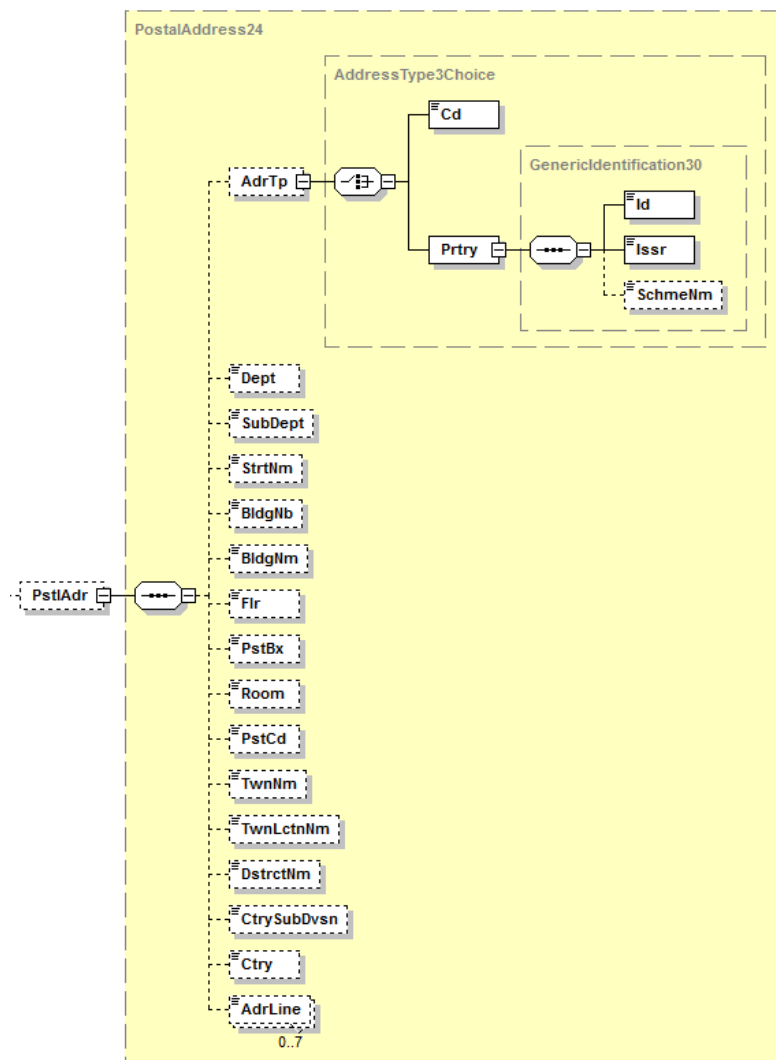 PostalAddress24
AddressType3Choice
Cd
GenericIdentification30
AdrTp
Id
Prtry
Issr
SchmeNm
Dept
SubDept
StrtNm
BldgNb
BldgNm
PstlAdr
Flr
PstBx
Room
PstCd
TwnNm
TwnLctnNm
DstrctNm
CtrySubDvsn
Ctry
AdrLine
0..7